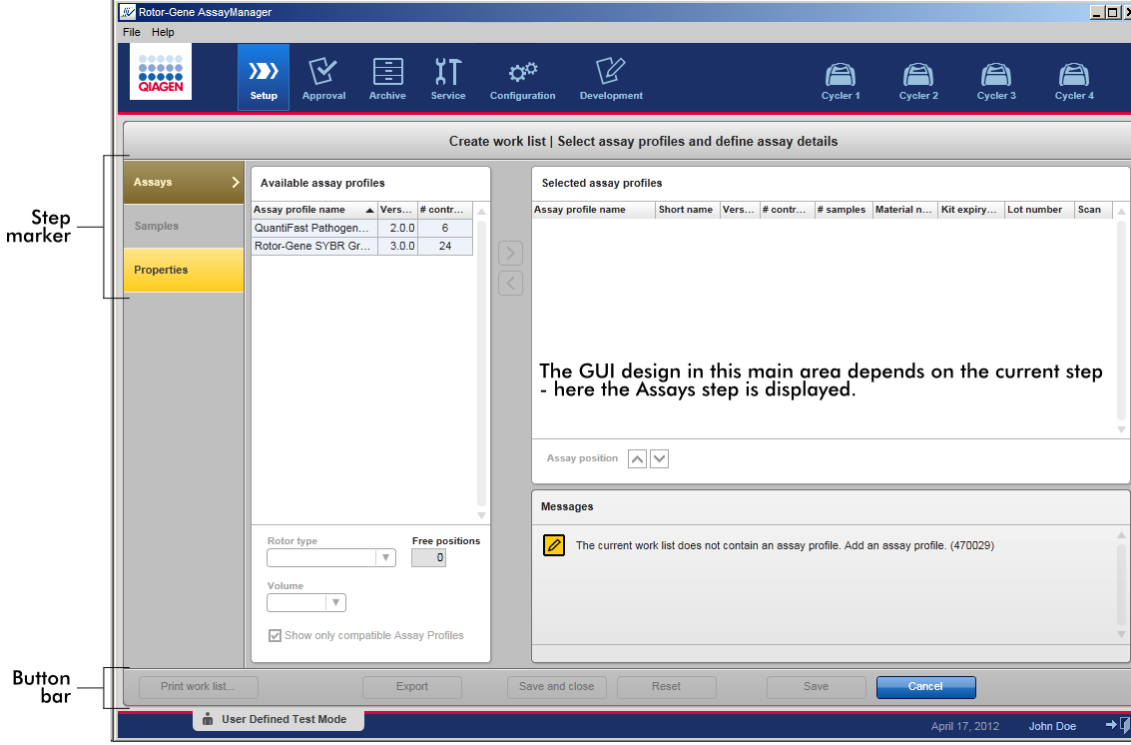 Rotor-Gene AssayManager
File Help
QIAGEN
Setup Approval Archive Service Configuration Development Cycler 1 Cycler 2 Cycler 3 Cycler 4
Create work list | Select assay profiles and define assay details
Step marker
Assays
Samples
Properties
Available assay profiles
Assay profile name Vers... # contr...
QuantiFast Pathogen... 2.0.0 6
Rotor-Gene SYBR Gr... 3.0.0 24
Rotor type Free positions
0
Volume
Show only compatible Assay Profiles
Selected assay profiles
Assay profile name Short name Vers... # contr... # samples Material n... Kit expiry... Lot number Scan
The GUI design in this main area depends on the current step
- here the Assays step is displayed.
Assay position
Messages
The current work list does not contain an assay profile. Add an assay profile. (470029)
Button bar
Print work list... Export Save and close Reset Save Cancel
User Defined Test Mode
April 17, 2012 John Doe